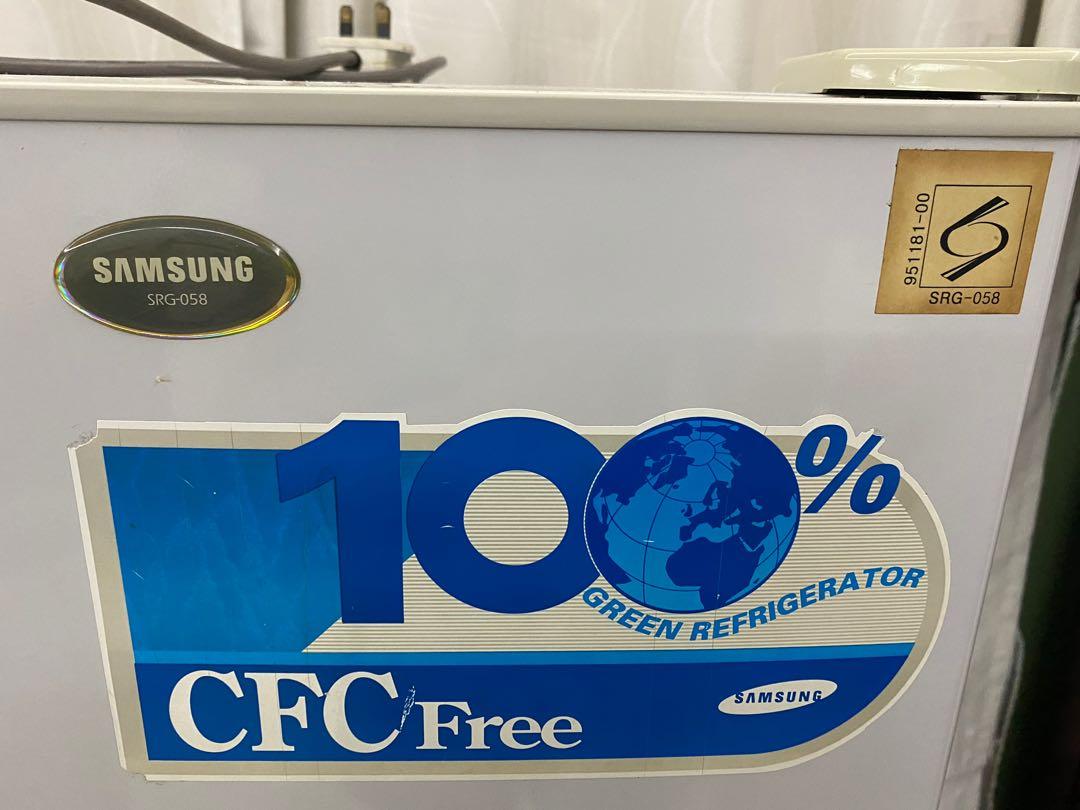 SAMSUNG
SRG-058
951181-00
SRG-058
100%
GREEN REFRIGERATOR
CFC Free
SAMSUNG